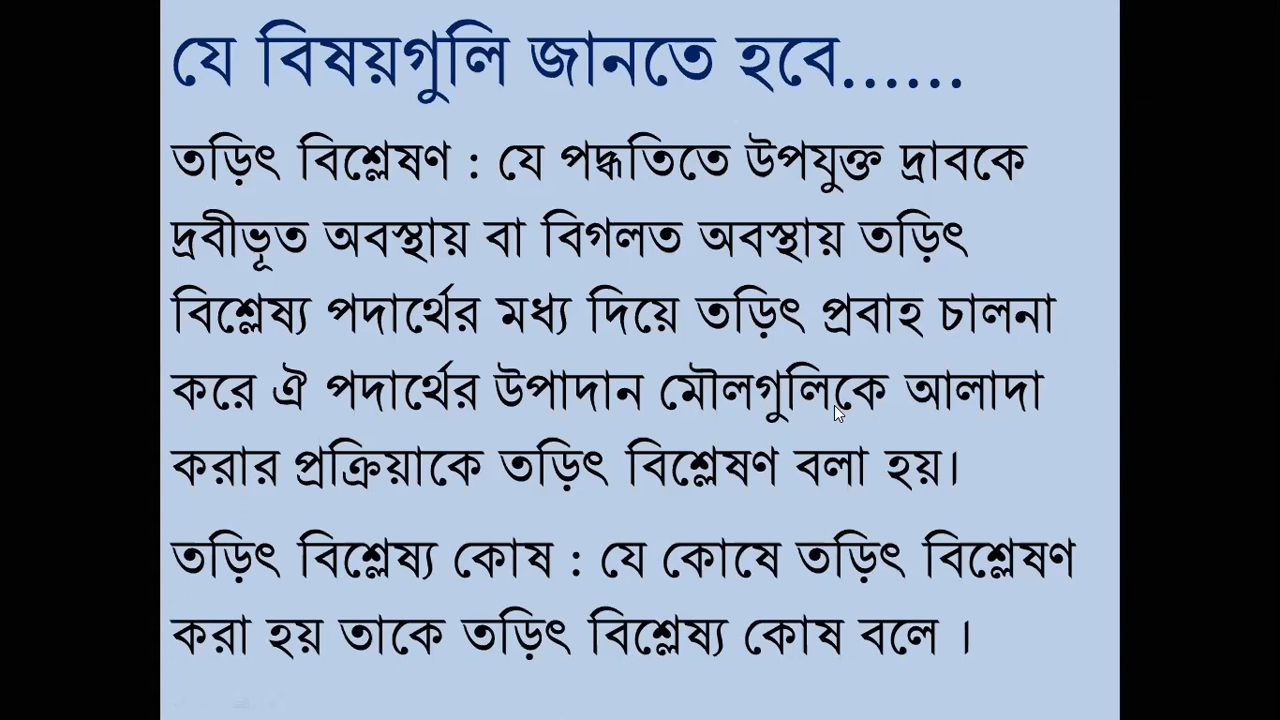 যে বিষয়গুলি জানতে হবে......
তড়িৎ বিশ্লেষণ : যে পদ্ধতিতে উপযুক্ত দ্রাবকে
দ্রবীভূত অবস্থায় বা বিগলত অবস্থায় তড়িৎ
বিশ্লেষ্য পদার্থের মধ্য দিয়ে তড়িৎ প্রবাহ চালনা
করে ঐ পদার্থের উপাদান মৌলগুলিকে আলাদা
করার প্রক্রিয়াকে তড়িৎ বিশ্লেষণ বলা হয়।
তড়িৎ বিশ্লেষ্য কোষ : যে কোষে তড়িৎ বিশ্লেষণ
করা হয় তাকে তড়িৎ বিশ্লেষ্য কোষ বলে ।